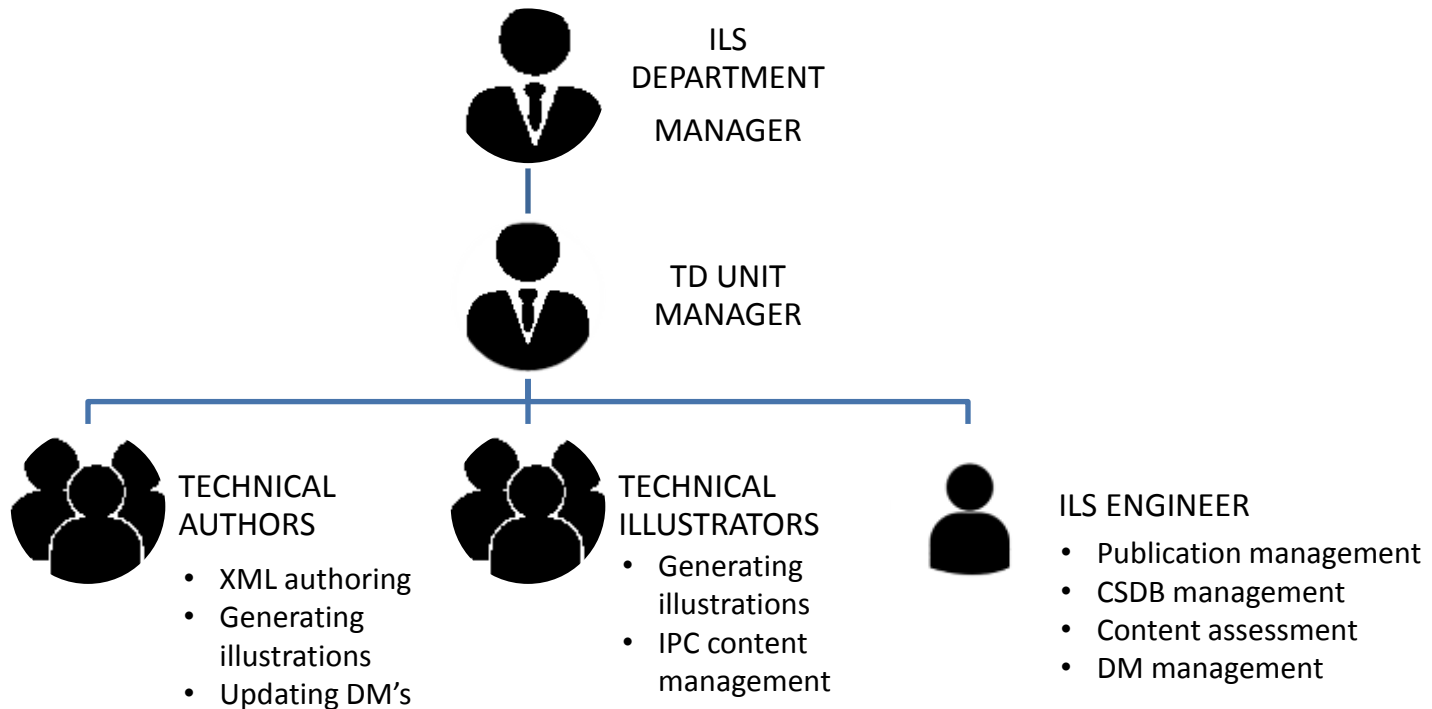 ILS
DEPARTMENT
MANAGER
TD UNIT
MANAGER
TECHNICAL
AUTHORS
• XML authoring
• Generating
illustrations
• Updating DM’s
TECHNICAL
ILLUSTRATORS
• Generating
illustrations
• IPC content
management
ILS ENGINEER
• Publication management
• CSDB management
• Content assessment
• DM management